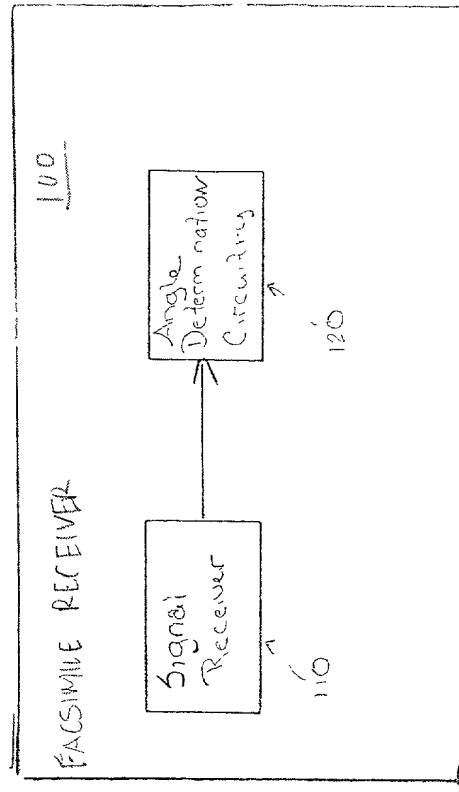 FACSIMILE RECEIVER
100
Signal
Receiver
110
Angle
Determination
Circuitry
120